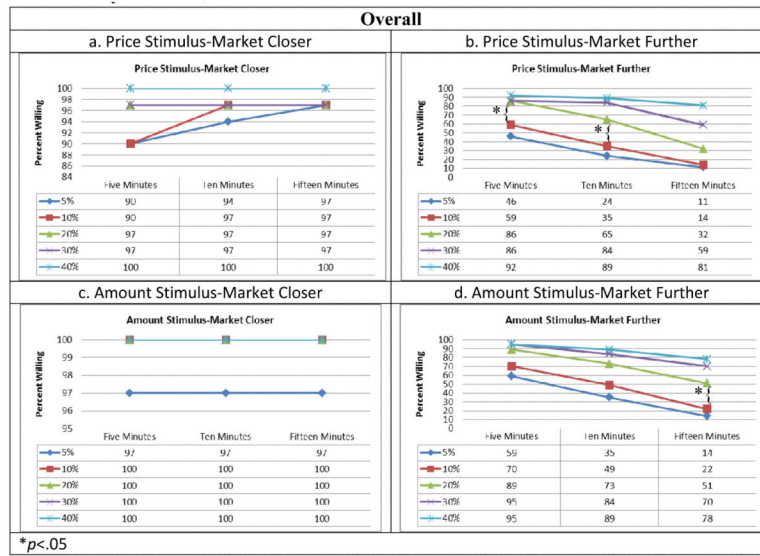 Overall
a. Price Stimulus-Market Closer
b. Price Stimulus-Market Further
Price Stimulus-Market Closer
Percent Willing
100
98
96
94
92
90
88
86
84
Five Minutes Ten Minutes Fifteen Minutes
5% 90 94 97
10% 90 97 97
20% 97 97 97
30% 97 97 97
40% 100 100 100
Price Stimulus-Market Further
Percent Willing
100
90
80
70
60
50
40
30
20
10
0
*
*
Five Minutes Ten Minutes Fifteen Minutes
5% 46 24 11
10% 59 35 14
20% 86 65 32
30% 86 84 59
40% 92 89 81
c. Amount Stimulus-Market Closer
d. Amount Stimulus-Market Further
Amount Stimulus-Market Closer
Percent Willing
100
99
98
97
96
95
Five Minutes Ten Minutes Fifteen Minutes
5% 97 97 97
10% 100 100 100
20% 100 100 100
30% 100 100 100
40% 100 100 100
Amount Stimulus-Market Further
Percent Willing
100
90
80
70
60
50
40
30
20
10
0
*
Five Minutes Ten Minutes Fifteen Minutes
5% 59 35 14
10% 70 49 22
20% 89 73 51
30% 95 84 70
40% 95 89 78
*p<.05